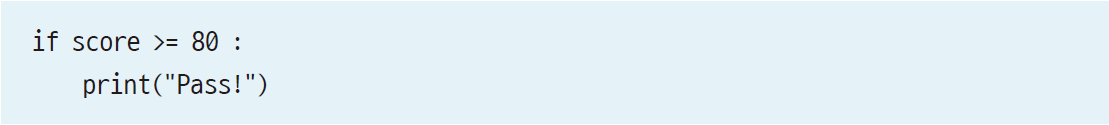 if score >= 80 :
    print("Pass!")